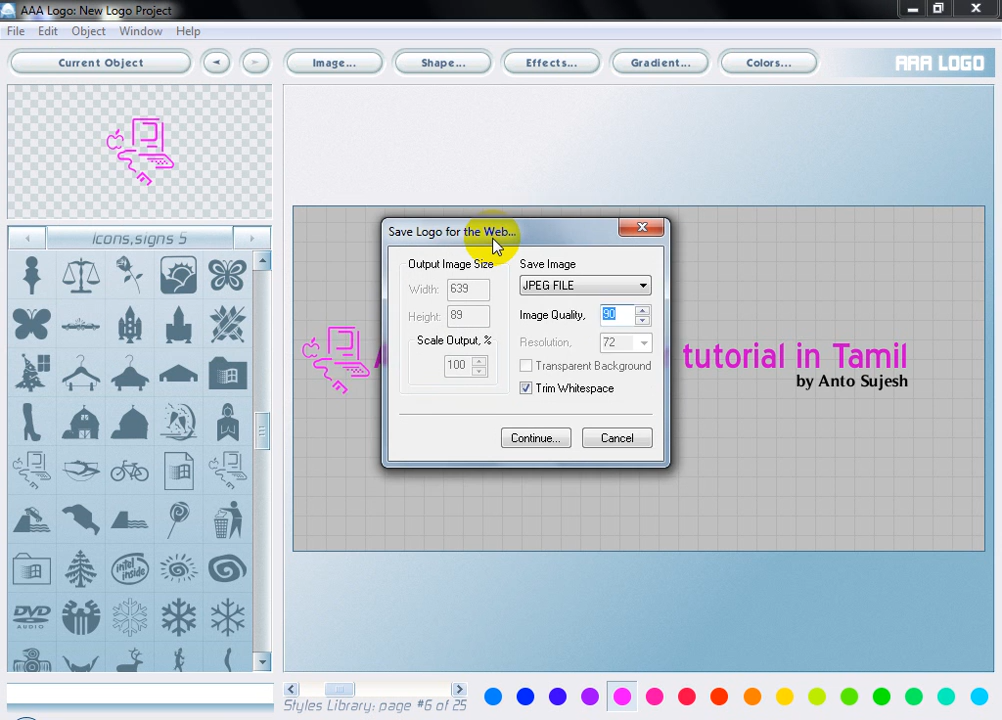 AAA Logo: New Logo Project
File Edit Object Window Help
Current Object Image... Shape... Effects... Gradient... Colors... AAA LOGO
Icons,signs 5
Save Logo for the Web...
Output Image Size
Width: 639
Height: 89
Scale Output, %
100
Save Image
JPEG FILE
Image Quality, 90
Resolution, 72
Transparent Background
Trim Whitespace
Continue... Cancel
tutorial in Tamil
by Anto Sujesh
intel inside
DVD
AUDIO
Styles Library: page #6 of 25